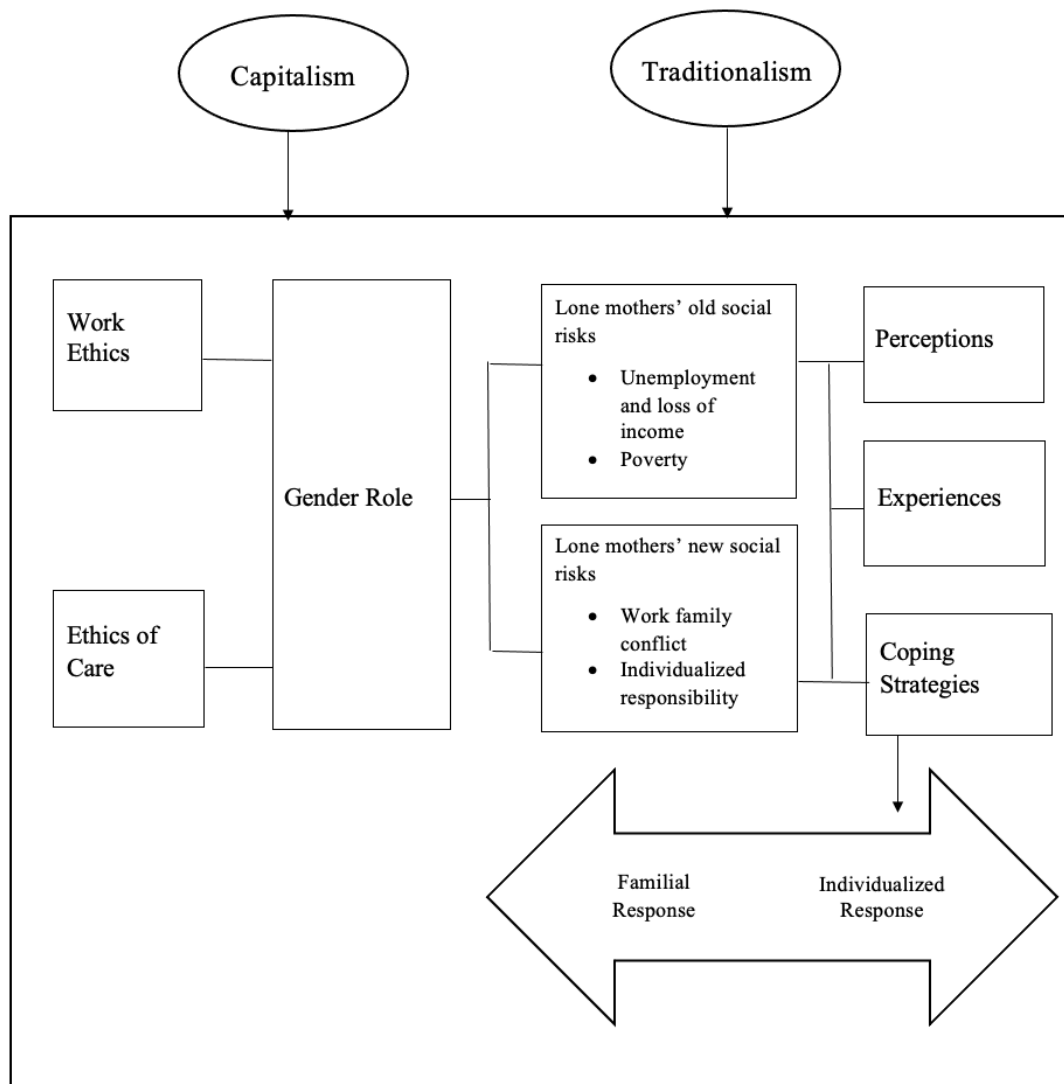 Capitalism
Traditionalism
Work
Ethics
Ethics of
Care
Gender Role
Lone mothers’ old social
risks
• Unemployment
and loss of
income
• Poverty
Lone mothers’ new social
risks
• Work family
conflict
• Individualized
responsibility
Perceptions
Experiences
Coping
Strategies
Familial
Response
Individualized
Response